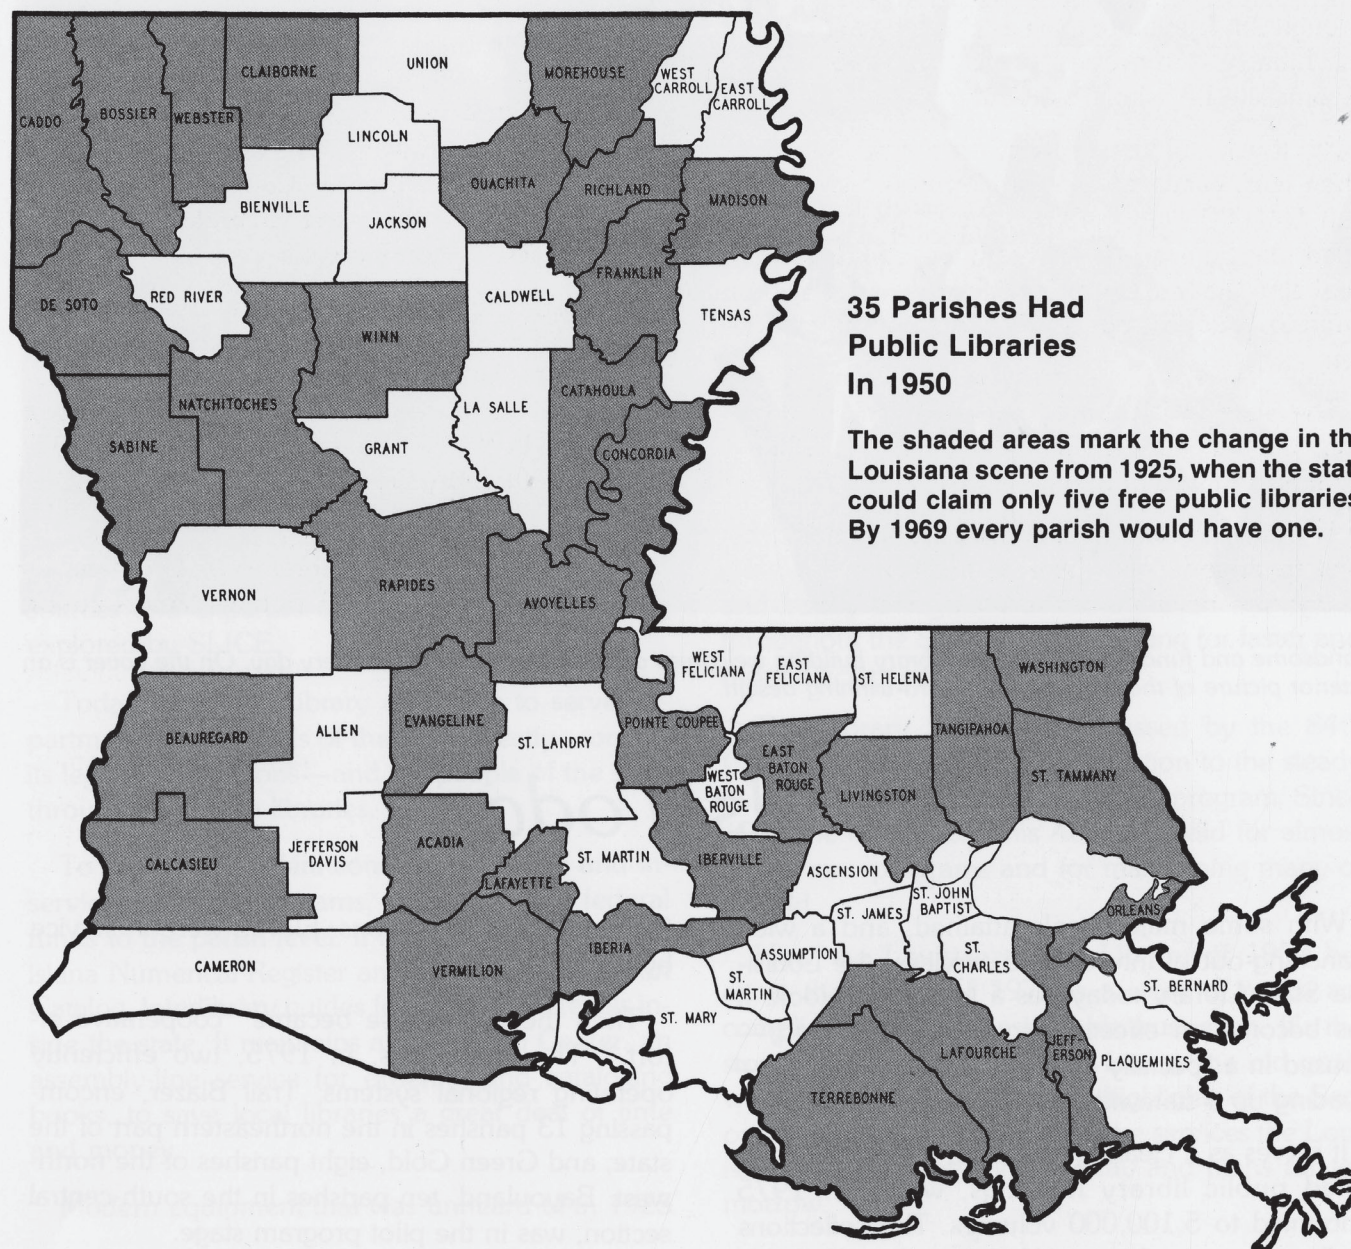 UNION
CLAIBORNE
MOREHOUSE
WEST
CARROLL
EAST
CARROLL
CADDO
BOSSIER
WEBSTER
LINCOLN
OUACHITA
RICHLAND
MADISON
BIENVILLE
JACKSON
DE SOTO
RED RIVER
WINN
CALDWELL
FRANKLIN
TENSAS
35 Parishes Had
Public Libraries
In 1950
The shaded areas mark the change in th
Louisiana scene from 1925, when the stat
could claim only five free public libraries
By 1969 every parish would have one.
NATCHITOCHES
SABINE
GRANT
LA SALLE
CATAHOULA
CONCORDIA
VERNON
RAPIDES
AVOYELLES
WEST
FELICIANA
EAST
FELICIANA
ST. HELENA
WASHINGTON
BEAUREGARD
ALLEN
EVANGELINE
ST. LANDRY
POINTE COUPEE
EAST
BATON
ROUGE
WEST
BATON
ROUGE
LIVINGSTON
TANGIPAHOA
ST. TAMMANY
CALCASIEU
JEFFERSON
DAVIS
ACADIA
LAFAYETTE
ST. MARTIN
IBERVILLE
ASCENSION
ST. JAMES
ST. JOHN
BAPTIST
ORLEANS
CAMERON
VERMILION
IBERIA
ST.
MARTIN
ST. MARY
ASSUMPTION
ST.
CHARLES
ST. BERNARD
TERREBONNE
LAFOURCHE
JEFF-
ERSON
PLAQUEMINES